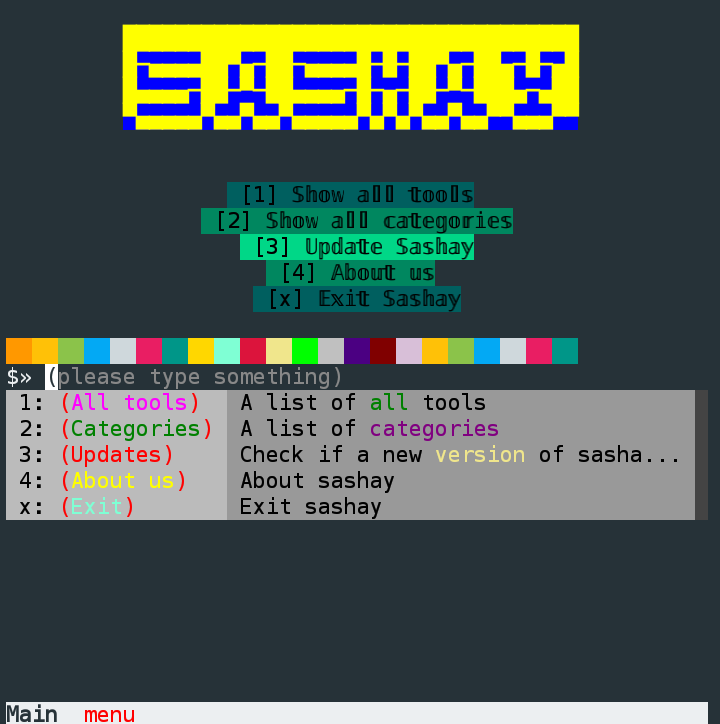 SASHAY
[1] Show all tools
[2] Show all categories
[3] Update Sashay
[4] About us
[x] Exit Sashay
$» (please type something)
1: (All tools) A list of all tools
2: (Categories) A list of categories
3: (Updates) Check if a new version of sasha...
4: (About us) About sashay
x: (Exit) Exit sashay
Main menu